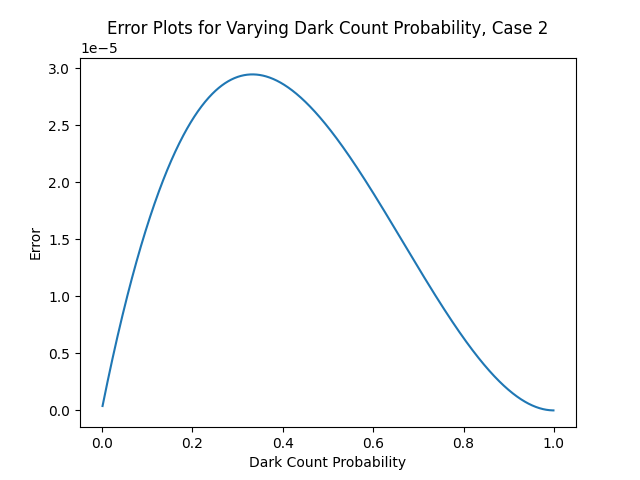 Error Plots for Varying Dark Count Probability, Case 2
1e−5
3.0
2.5
2.0
1.5
1.0
0.5
0.0
Error
0.0 0.2 0.4 0.6 0.8 1.0
Dark Count Probability